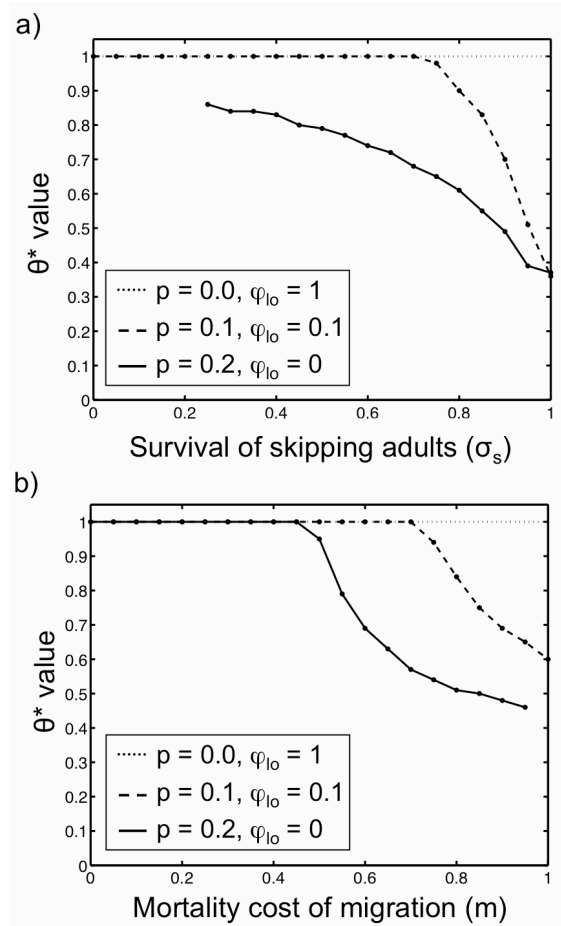 a)
1
0.9
0.8
0.7
0.6
0.5
0.4
0.3
0.2
0.1
0
θ* value
p = 0.0, φlo = 1
p = 0.1, φlo = 0.1
p = 0.2, φlo = 0
0 0.2 0.4 0.6 0.8 1
Survival of skipping adults (σs)
b)
1
0.9
0.8
0.7
0.6
0.5
0.4
0.3
0.2
0.1
0
θ* value
p = 0.0, φlo = 1
p = 0.1, φlo = 0.1
p = 0.2, φlo = 0
0 0.2 0.4 0.6 0.8 1
Mortality cost of migration (m)